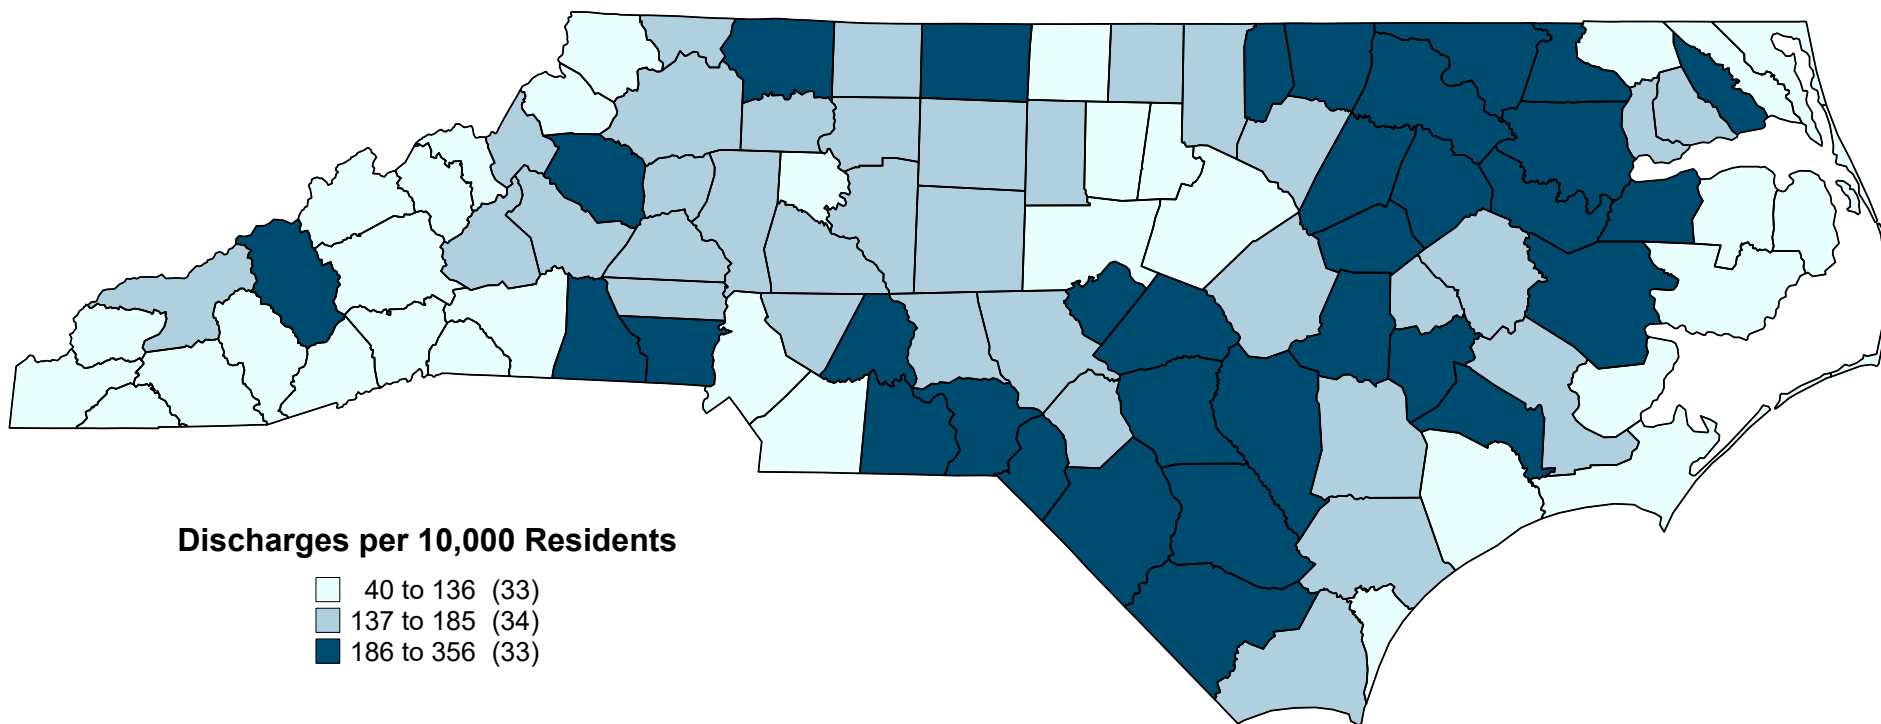 Discharges per 10,000 Residents
40 to 136 (33)
137 to 185 (34)
186 to 356 (33)